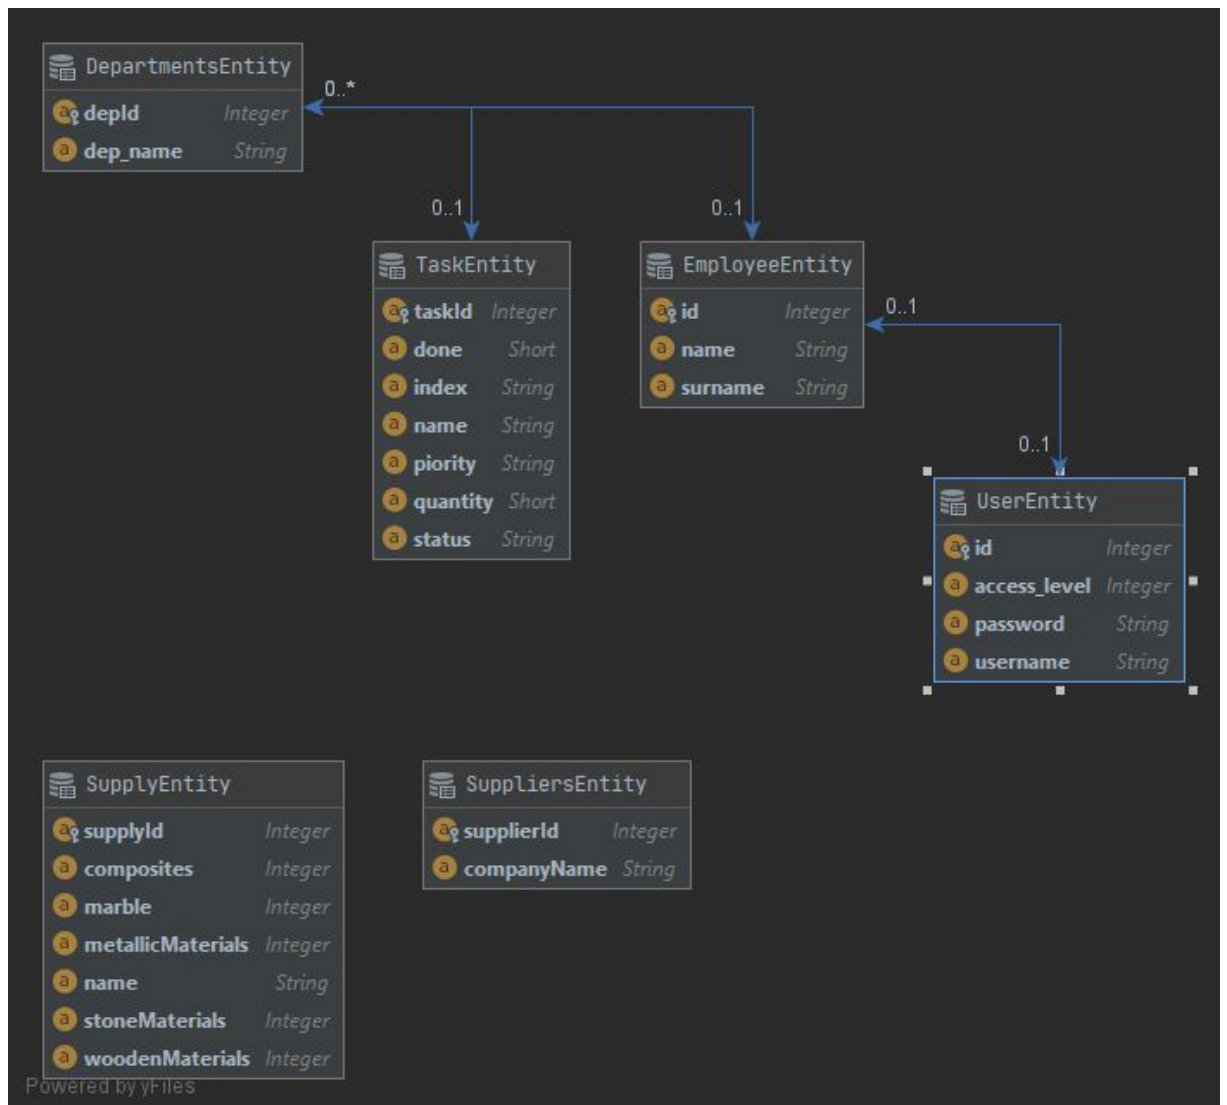 DepartmentsEntity
depId Integer
dep_name String
0..*
0..1
0..1
TaskEntity
taskId Integer
done Short
index String
name String
piority String
quantity Short
status String
EmployeeEntity
id Integer
name String
surname String
0..1
0..1
UserEntity
id Integer
access_level Integer
password String
username String
SupplyEntity
supplyId Integer
composites Integer
marble Integer
metallicMaterials Integer
name String
stoneMaterials Integer
woodenMaterials Integer
SuppliersEntity
supplierId Integer
companyName String
Powered by yFiles